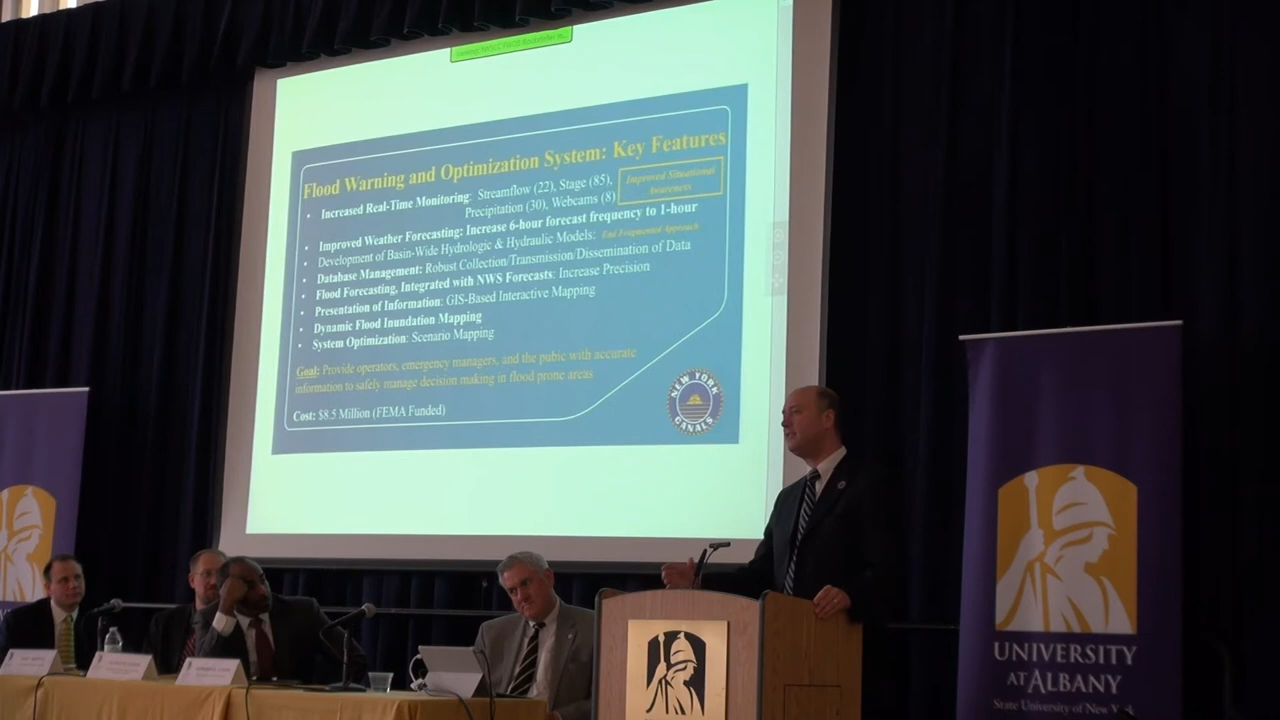 Flood Warning and Optimization System: Key Features
• Increased Real-Time Monitoring: Streamflow (22), Stage (85),
Precipitation (30), Webcams (8)
Improved Situational
Awareness
• Improved Weather Forecasting: Increase 6-hour forecast frequency to 1-hour
• Development of Basin-Wide Hydrologic & Hydraulic Models: End Fragmented Approach
• Database Management: Robust Collection/Transmission/Dissemination of Data
• Flood Forecasting, Integrated with NWS Forecasts: Increase Precision
• Presentation of Information: GIS-Based Interactive Mapping
• Dynamic Flood Inundation Mapping
• System Optimization: Scenario Mapping
Goal: Provide operators, emergency managers, and the pubic with accurate
information to safely manage decision making in flood prone areas
Cost: $8.5 Million (FEMA Funded)
NEW YORK
CANALS
UNIVERSITY
AT ALBANY
State University of New York